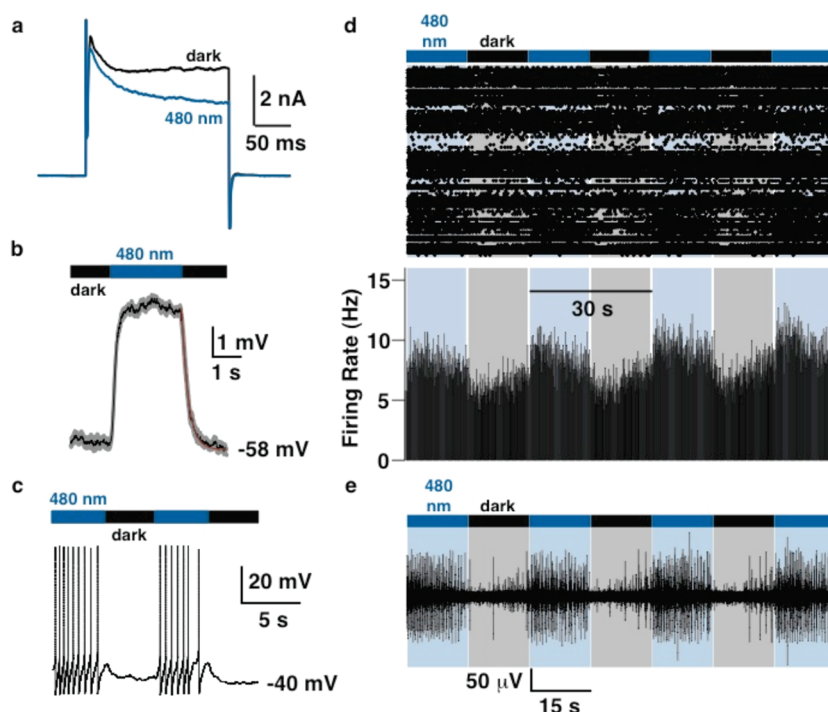 a
dark
480 nm
2 nA
50 ms
b
480 nm
dark
1 mV
1 s
-58 mV
c
480 nm
dark
20 mV
5 s
-40 mV
d
480
nm
dark
15
10
5
0
Firing Rate (Hz)
30 s
e
480
nm
dark
50 µV
15 s